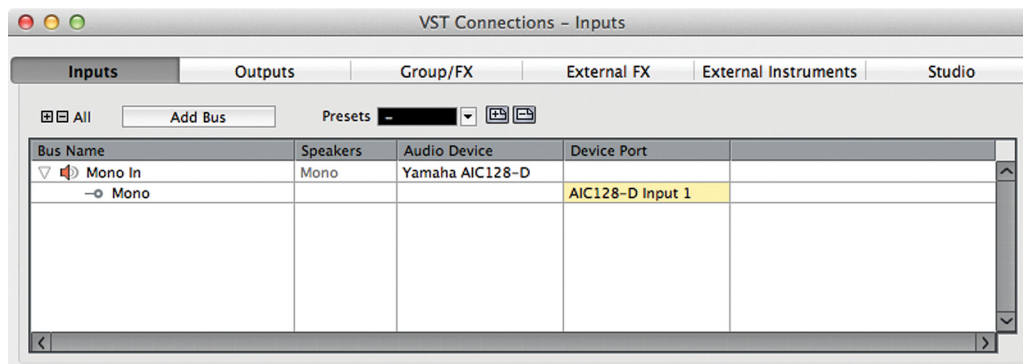 VST Connections – Inputs
Inputs Outputs Group/FX External FX External Instruments Studio
All Add Bus Presets –
Bus Name Speakers Audio Device Device Port
Mono In Mono Yamaha AIC128-D
Mono AIC128-D Input 1